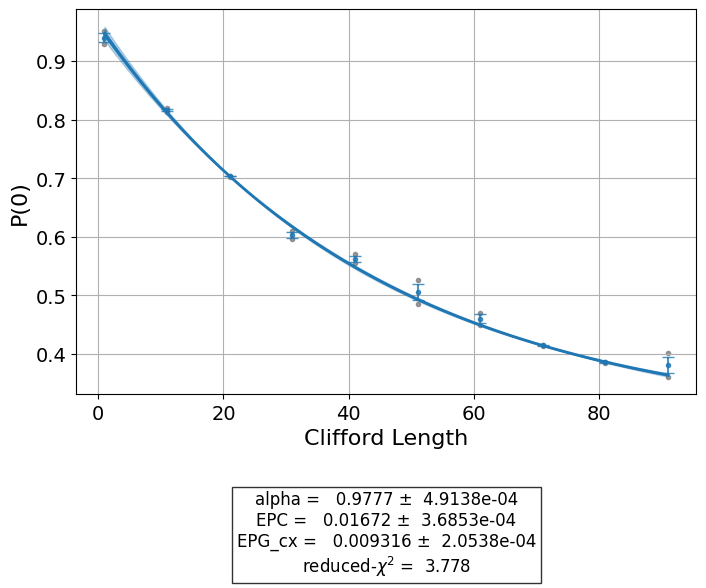 0.9
0.8
0.7
0.6
0.5
0.4
P(0)
0 20 40 60 80
Clifford Length
alpha = 0.9777 ± 4.9138e-04
EPC = 0.01672 ± 3.6853e-04
EPG_cx = 0.009316 ± 2.0538e-04
reduced-χ² = 3.778